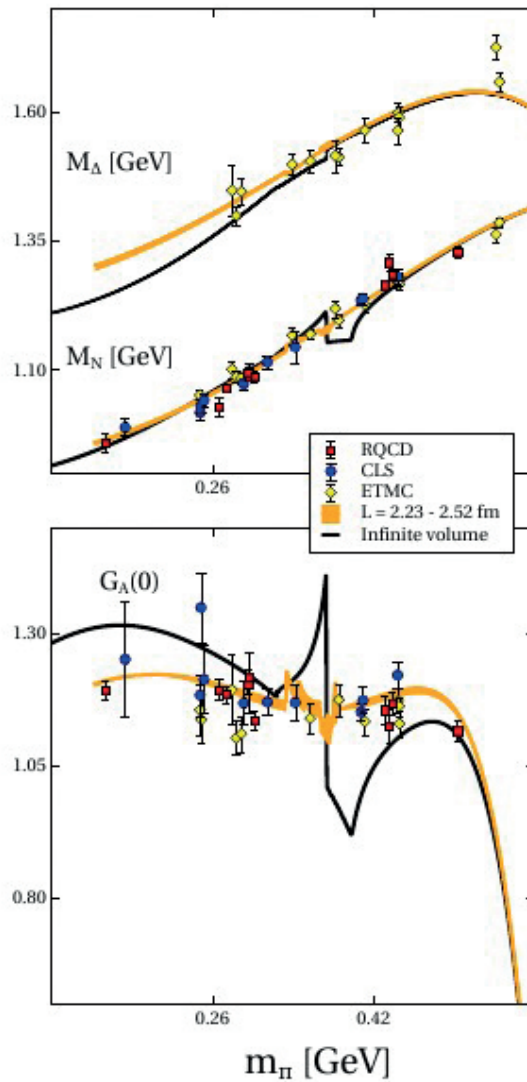 1.60
M_Δ [GeV]
1.35
M_N [GeV]
1.10
0.26
RQCD
CLS
ETMC
L = 2.23 - 2.52 fm
Infinite volume
G_A(0)
1.30
1.05
0.80
0.26 0.42
m_π [GeV]